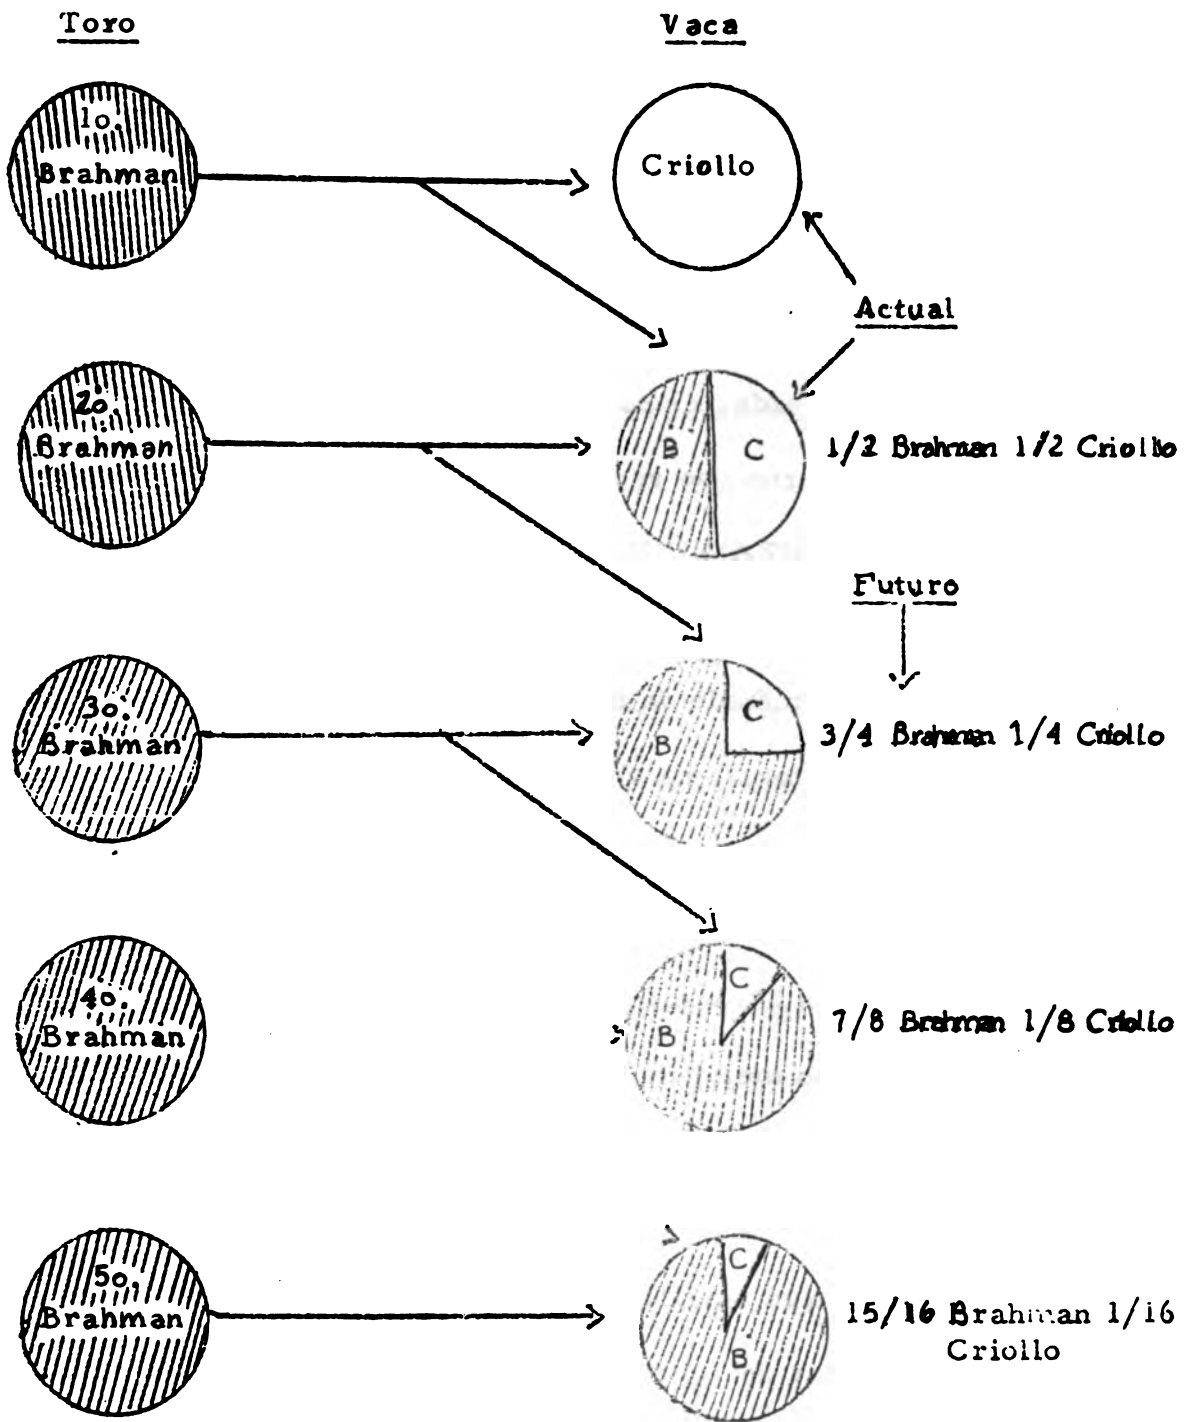 Toro
Vaca
1o.
Brahman
Criollo
Actual
2o.
Brahman
B
C
1/2 Brahman 1/2 Criollo
Futuro
3o.
Brahman
B
C
3/4 Brahman 1/4 Criollo
4o.
Brahman
B
C
7/8 Brahman 1/8 Criollo
5o.
Brahman
C
B
15/16 Brahman 1/16
Criollo